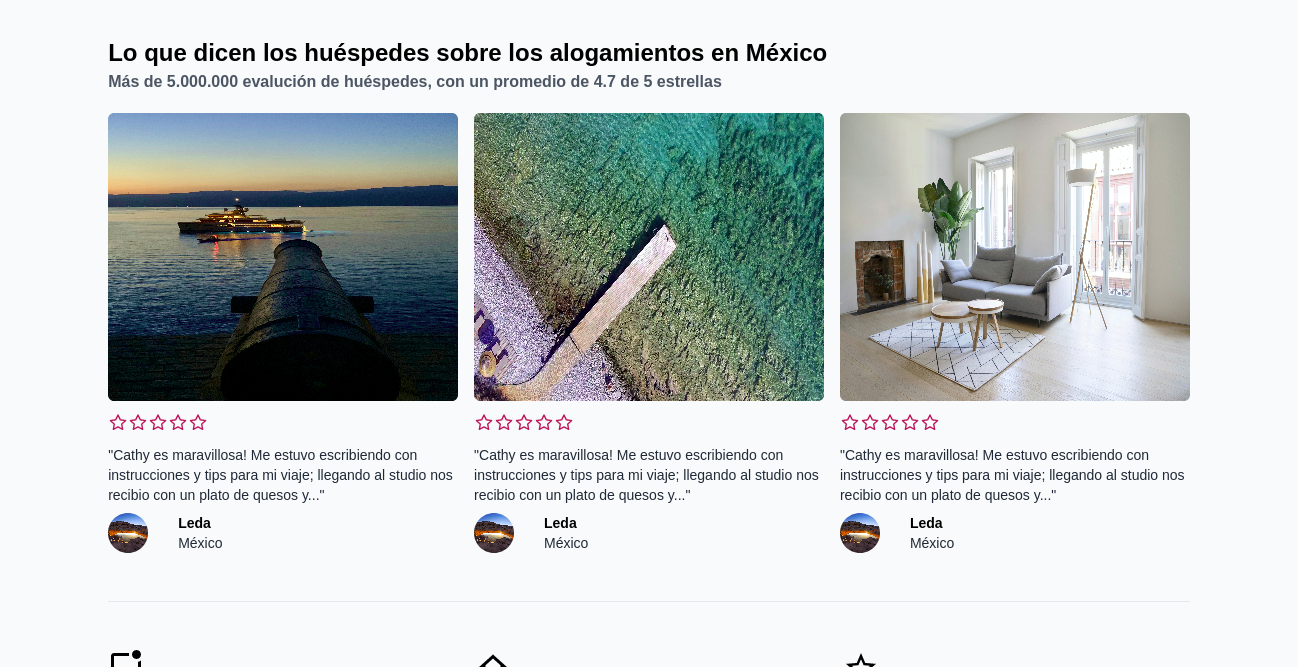 Lo que dicen los huéspedes sobre los alogamientos en México
Más de 5.000.000 evalución de huéspedes, con un promedio de 4.7 de 5 estrellas
"Cathy es maravillosa! Me estuvo escribiendo con
instrucciones y tips para mi viaje; llegando al studio nos
recibio con un plato de quesos y..."
Leda
México
"Cathy es maravillosa! Me estuvo escribiendo con
instrucciones y tips para mi viaje; llegando al studio nos
recibio con un plato de quesos y..."
Leda
México
"Cathy es maravillosa! Me estuvo escribiendo con
instrucciones y tips para mi viaje; llegando al studio nos
recibio con un plato de quesos y..."
Leda
México